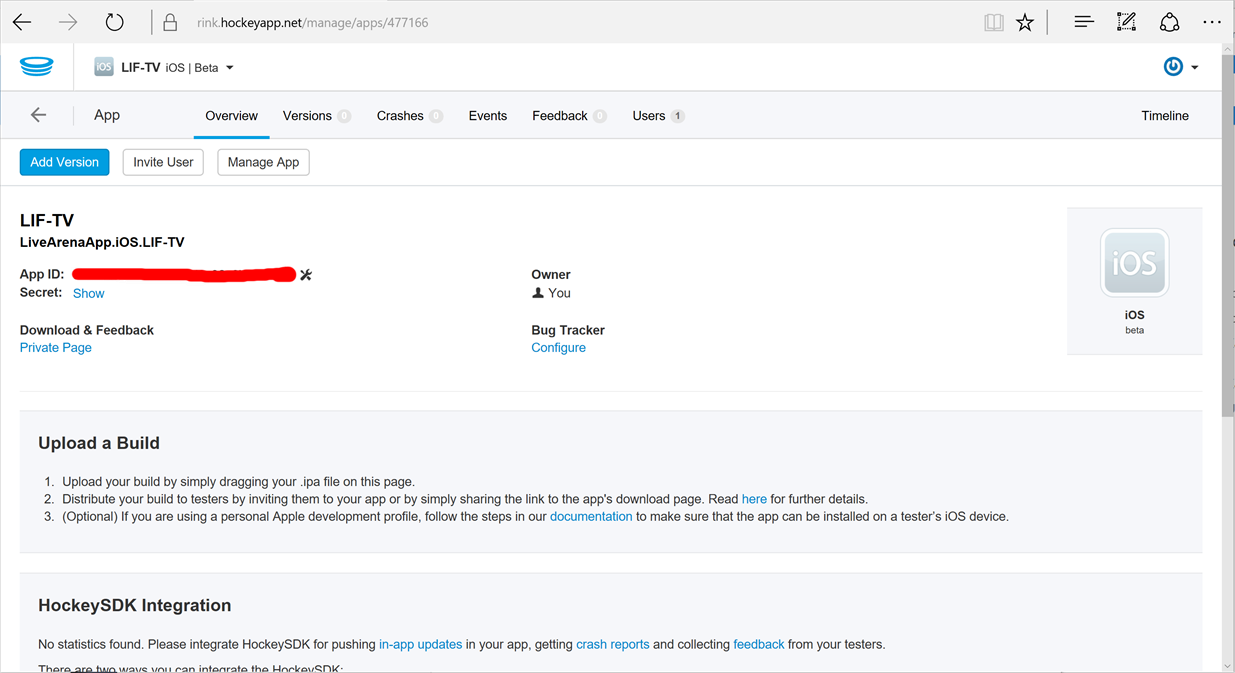 rink.hockeyapp.net/manage/apps/477166
iOS LIF-TV iOS | Beta
App Overview Versions 0 Crashes 0 Events Feedback 0 Users 1 Timeline
Add Version Invite User Manage App
LIF-TV
LiveArenaApp.iOS.LIF-TV
App ID:
Secret: Show
Owner
You
Download & Feedback
Private Page
Bug Tracker
Configure
iOS
iOS
beta
Upload a Build
1. Upload your build by simply dragging your .ipa file on this page.
2. Distribute your build to testers by inviting them to your app or by simply sharing the link to the app's download page. Read here for further details.
3. (Optional) If you are using a personal Apple development profile, follow the steps in our documentation to make sure that the app can be installed on a tester's iOS device.
HockeySDK Integration
No statistics found. Please integrate HockeySDK for pushing in-app updates in your app, getting crash reports and collecting feedback from your testers.
There are two ways you can integrate the HockeySDK: